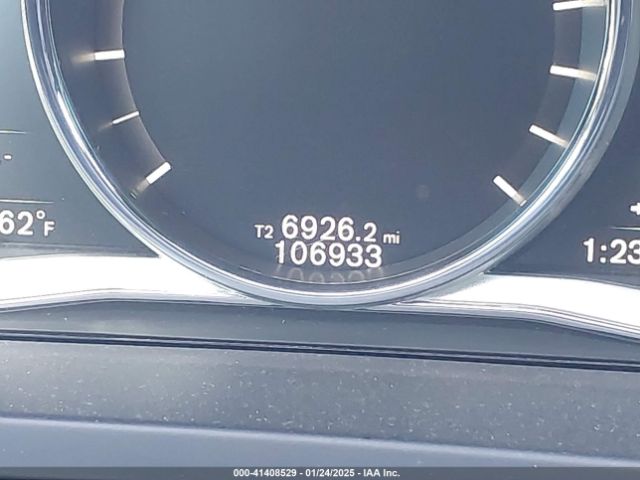 62°F
T2 6926.2 mi
106933
1:23
000-41408529 - 01/24/2025 - IAA Inc.